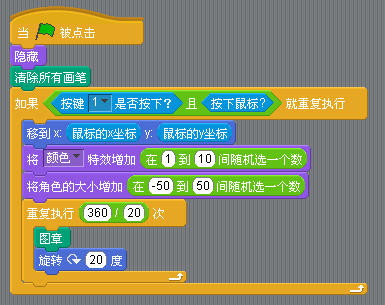 当 被点击
隐藏
清除所有画笔
如果 按键 1 是否按下? 且 按下鼠标? 就重复执行
移到 x: 鼠标的x坐标 y: 鼠标的y坐标
将 颜色 特效增加 在 1 到 10 间随机选一个数
将角色的大小增加 在 -50 到 50 间随机选一个数
重复执行 360 / 20 次
图章
旋转 20 度